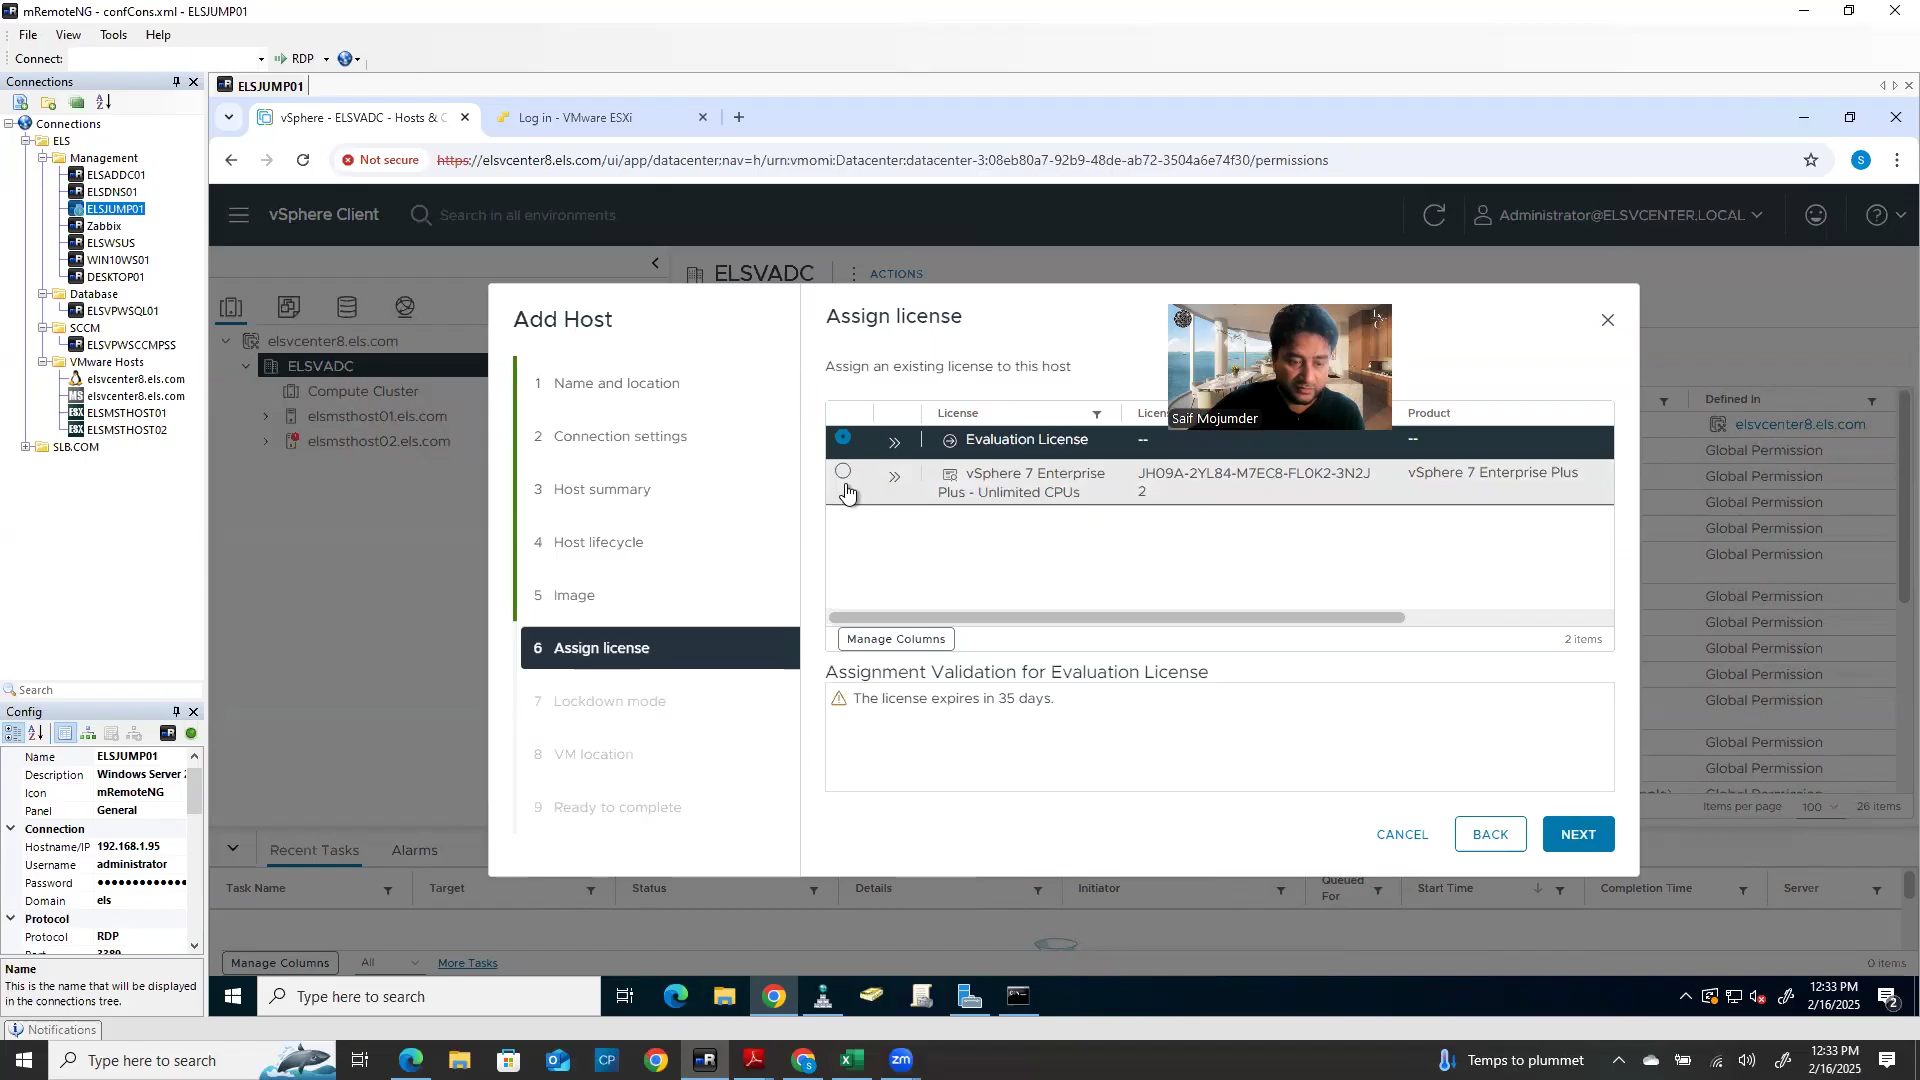 mRemoteNG - confCons.xml - ELSJUMP01
File View Tools Help
Connect: RDP
Connections
ELSJUMP01
Connections
ELS
Management
ELSADDC01
ELSDNS01
ELSJUMP01
Zabbix
ELSWSUS
WIN10WS01
DESKTOP01
Database
ELSVPWSQL01
SCCM
ELSVPWSCCMPSS
VMware Hosts
elsvcenter8.els.com
elsvcenter8.els.com
ELSMSTHOST01
ELSMSTHOST02
SLB.COM
Search
Config
Name ELSJUMP01
Description Windows Server
Icon mRemoteNG
Panel General
Connection
Hostname/IP 192.168.1.95
Username administrator
Password ●●●●●●●●●●●●●●
Domain els
Protocol
Protocol RDP
Port 3389
Name
This is the name that will be displayed
in the connections tree.
Notifications
vSphere - ELSVADC - Hosts & C
Log in - VMware ESXi
Not secure https://elsvcenter8.els.com/ui/app/datacenter;nav=h/urn:vmomi:Datacenter:datacenter-3:08eb80a7-92b9-48de-ab72-3504a6e74f30/permissions
S
vSphere Client Search in all environments Administrator@ELSVCENTER.LOCAL
ELSVADC ACTIONS
elsvcenter8.els.com
ELSVADC
Compute Cluster
elsmsthost01.els.com
elsmsthost02.els.com
Add Host
1 Name and location
2 Connection settings
3 Host summary
4 Host lifecycle
5 Image
6 Assign license
7 Lockdown mode
8 VM location
9 Ready to complete
Assign license
Assign an existing license to this host
License Licen Product
Saif Mojumder
Evaluation License -- --
vSphere 7 Enterprise JH09A-2YL84-M7EC8-FL0K2-3N2J vSphere 7 Enterprise Plus
Plus - Unlimited CPUs 2
Manage Columns 2 items
Assignment Validation for Evaluation License
The license expires in 35 days.
CANCEL BACK NEXT
Defined In
elsvcenter8.els.com
Global Permission
Global Permission
Global Permission
Global Permission
Global Permission
Global Permission
Global Permission
Global Permission
Global Permission
Global Permission
Global Permission
Global Permission
Items per page 100 26 items
Recent Tasks Alarms
Task Name Target Status Details Initiator Queued Start Time Completion Time Server
For
Manage Columns All More Tasks 0 items
Type here to search
12:33 PM
2/16/2025
2
Type here to search
CP
zm
Temps to plummet
12:33 PM
2/16/2025